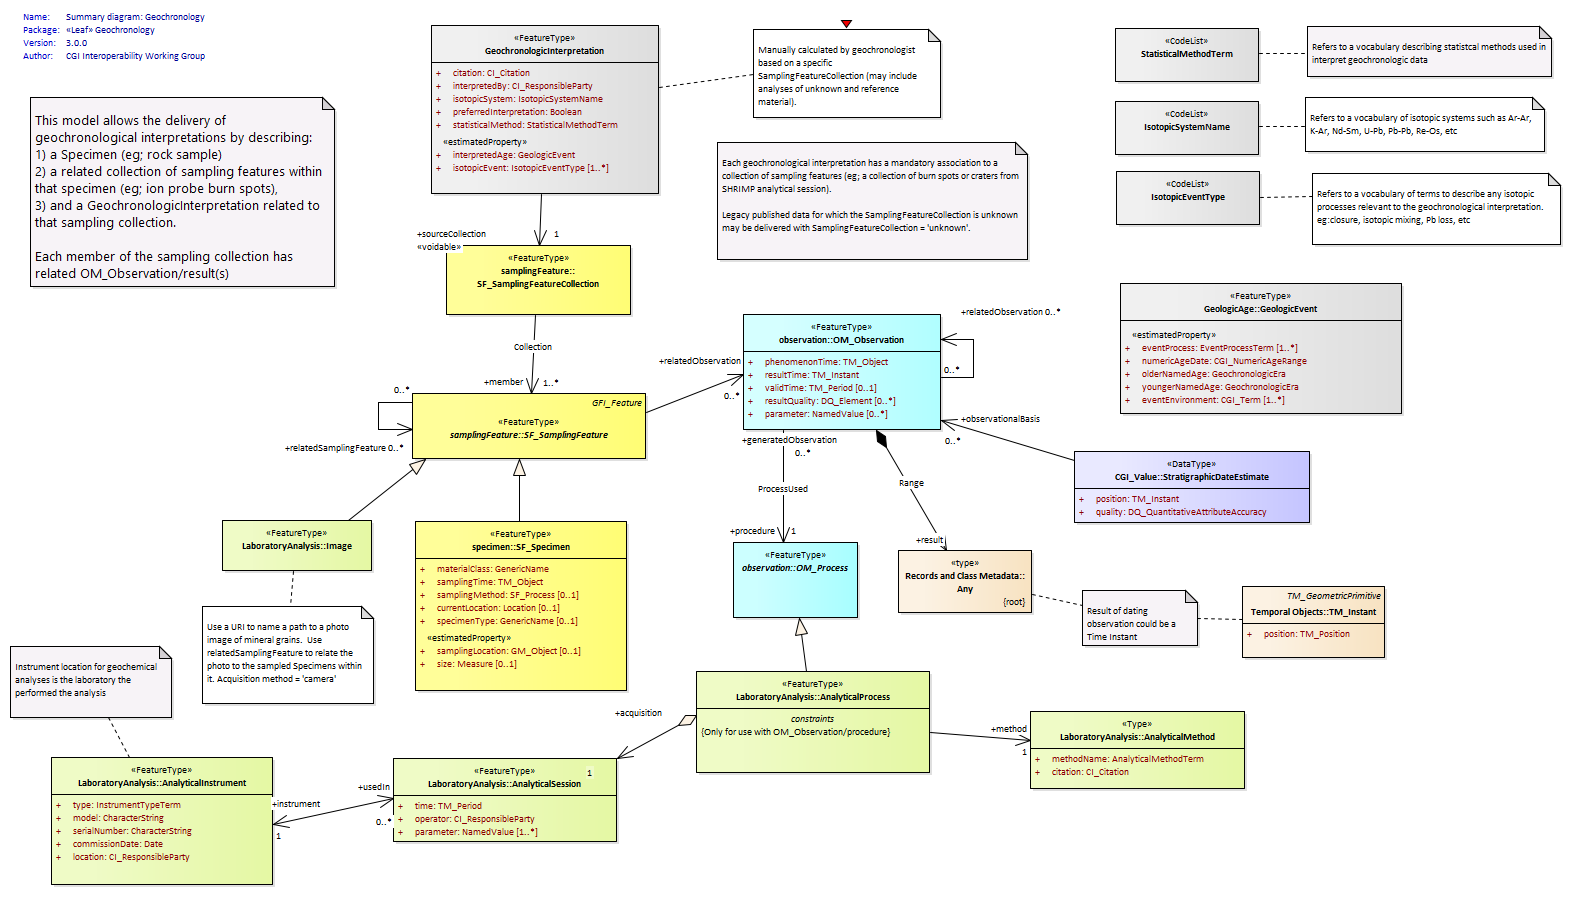 Name: Summary diagram: Geochronology
Package: «Leaf» Geochronology
Version: 3.0.0
Author: CGI Interoperability Working Group
This model allows the delivery of
geochronological interpretations by describing:
1) a Specimen (eg; rock sample)
2) a related collection of sampling features within
that specimen (eg; ion probe burn spots),
3) and a GeochronologicInterpretation related to
that sampling collection.
Each member of the sampling collection has
related OM_Observation/result(s)
«FeatureType»
GeochronologicInterpretation
+ citation: CI_Citation
+ interpretedBy: CI_ResponsibleParty
+ isotopicSystem: IsotopicSystemName
+ preferredInterpretation: Boolean
+ statisticalMethod: StatisticalMethodTerm
«estimatedProperty»
+ interpretedAge: GeologicEvent
+ isotopicEvent: IsotopicEventType [1..*]
Manually calculated by geochronologist
based on a specific
SamplingFeatureCollection (may include
analyses of unknown and reference
material).
Each geochronological interpretation has a mandatory association to a
collection of sampling features (eg; a collection of burn spots or craters from
SHRIMP analytical session).
Legacy published data for which the SamplingFeatureCollection is unknown
may be delivered with SamplingFeatureCollection = 'unknown'.
«CodeList»
StatisticalMethodTerm
Refers to a vocabulary describing statistcal methods used in
interpret geochronologic data
«CodeList»
IsotopicSystemName
Refers to a vocabulary of isotopic systems such as Ar-Ar,
K-Ar, Nd-Sm, U-Pb, Pb-Pb, Re-Os, etc
«CodeList»
IsotopicEventType
Refers to a vocabulary of terms to describe any isotopic
processes relevant to the geochronological interpretation.
eg:closure, isotopic mixing, Pb loss, etc
+sourceCollection
«voidable»
1
«FeatureType»
samplingFeature::
SF_SamplingFeatureCollection
Collection
+member
1..*
«FeatureType»
GeologicAge::GeologicEvent
«estimatedProperty»
+ eventProcess: EventProcessTerm [1..*]
+ numericAgeDate: CGI_NumericAgeRange
+ olderNamedAge: GeochronologicEra
+ youngerNamedAge: GeochronologicEra
+ eventEnvironment: CGI_Term [1..*]
«FeatureType»
observation::OM_Observation
+ phenomenonTime: TM_Object
+ resultTime: TM_Instant
+ validTime: TM_Period [0..1]
+ resultQuality: DQ_Element [0..*]
+ parameter: NamedValue [0..*]
+relatedObservation 0..*
0..*
+relatedObservation
0..*
0..*
+relatedSamplingFeature 0..*
GFI_Feature
«FeatureType»
samplingFeature::SF_SamplingFeature
+generatedObservation
0..*
ProcessUsed
+procedure
1
Range
+result
+observationalBasis
0..*
«DataType»
CGI_Value::StratigraphicDateEstimate
+ position: TM_Instant
+ quality: DQ_QuantitativeAttributeAccuracy
«FeatureType»
LaboratoryAnalysis::Image
Use a URI to name a path to a photo
image of mineral grains. Use
relatedSamplingFeature to relate the
photo to the sampled Specimens within
it. Acquisition method = 'camera'
«FeatureType»
specimen::SF_Specimen
+ materialClass: GenericName
+ samplingTime: TM_Object
+ samplingMethod: SF_Process [0..1]
+ currentLocation: Location [0..1]
+ specimenType: GenericName [0..1]
«estimatedProperty»
+ samplingLocation: GM_Object [0..1]
+ size: Measure [0..1]
«FeatureType»
observation::OM_Process
«type»
Records and Class Metadata::
Any
{root}
Result of dating
observation could be a
Time Instant
TM_GeometricPrimitive
Temporal Objects::TM_Instant
+ position: TM_Position
Instrument location for geochemical
analyses is the laboratory the
performed the analysis
«FeatureType»
LaboratoryAnalysis::AnalyticalProcess
constraints
{Only for use with OM_Observation/procedure}
+acquisition
1
+method
1
«Type»
LaboratoryAnalysis::AnalyticalMethod
+ methodName: AnalyticalMethodTerm
+ citation: CI_Citation
«FeatureType»
LaboratoryAnalysis::AnalyticalInstrument
+ type: InstrumentTypeTerm
+ model: CharacterString
+ serialNumber: CharacterString
+ commissionDate: Date
+ location: CI_ResponsibleParty
+instrument
1
+usedIn
0..*
«FeatureType»
LaboratoryAnalysis::AnalyticalSession
+ time: TM_Period
+ operator: CI_ResponsibleParty
+ parameter: NamedValue [1..*]